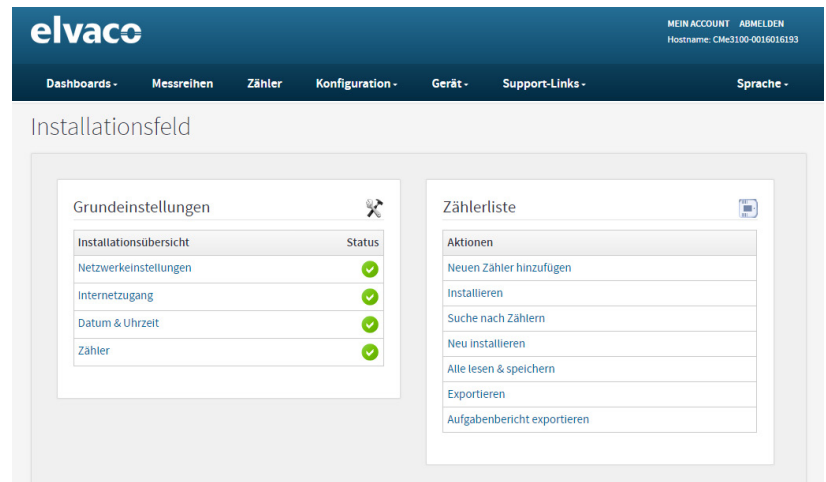 elvaco
MEIN ACCOUNT ABMELDEN
Hostname: CMe3100-0016016193
Dashboards Messreihen Zähler Konfiguration Gerät Support-Links Sprache
Installationsfeld
Grundeinstellungen
Installationsübersicht Status
Netzwerkeinstellungen
Internetzugang
Datum & Uhrzeit
Zähler
Zählerliste
Aktionen
Neuen Zähler hinzufügen
Installieren
Suche nach Zählern
Neu installieren
Alle lesen & speichern
Exportieren
Aufgabenbericht exportieren